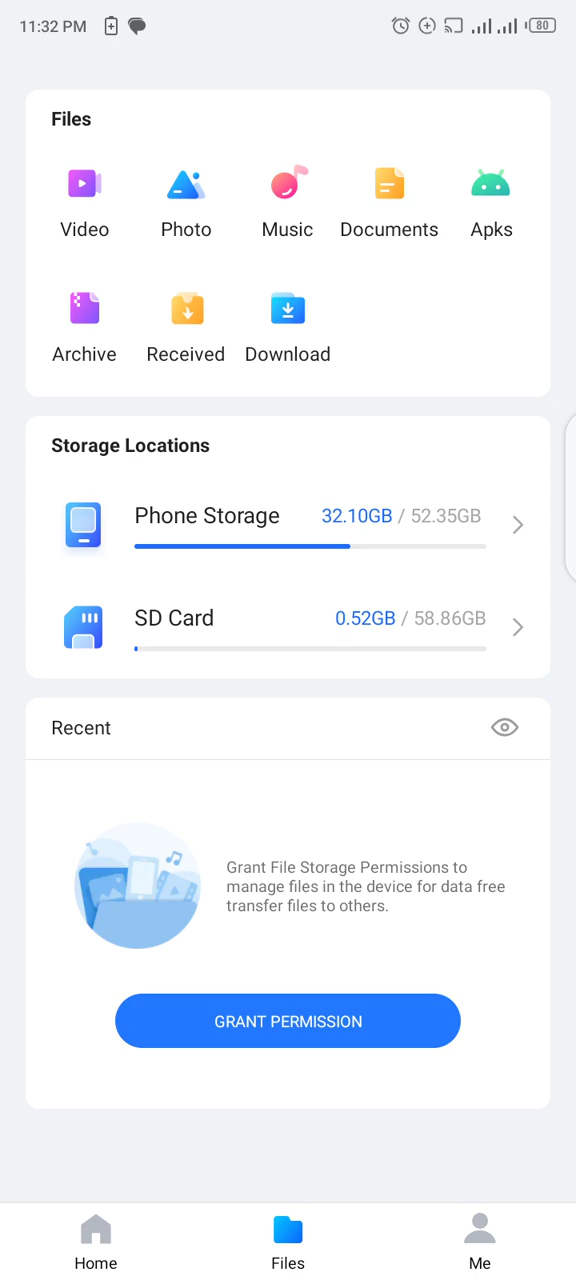 11:32 PM
80
Files
Video
Photo
Music
Documents
Apks
Archive
Received
Download
Storage Locations
Phone Storage
32.10GB / 52.35GB
SD Card
0.52GB / 58.86GB
Recent
Grant File Storage Permissions to
manage files in the device for data free
transfer files to others.
GRANT PERMISSION
Home
Files
Me